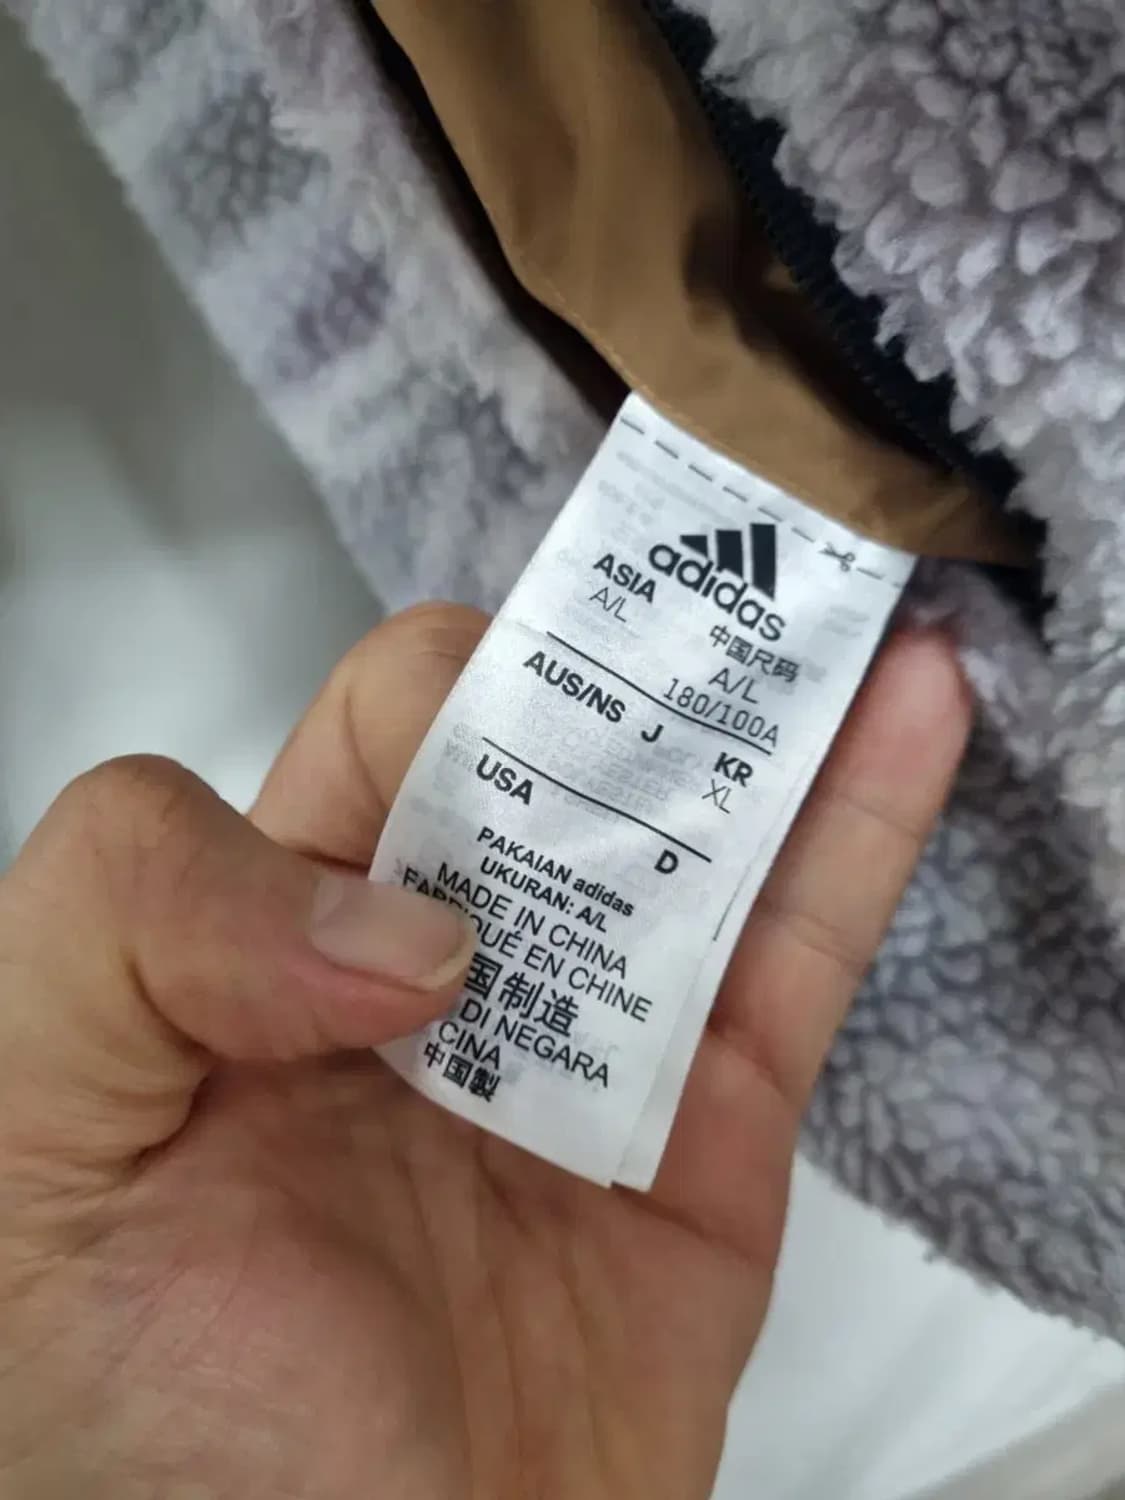 adidas
ASIA
A/L
中国尺码
A/L
180/100A
AUS/NS J
KR
XL
USA D
PAKAIAN adidas
UKURAN: A/L
MADE IN CHINA
EN CHINE
国制造
DI NEGARA
CINA
中国製